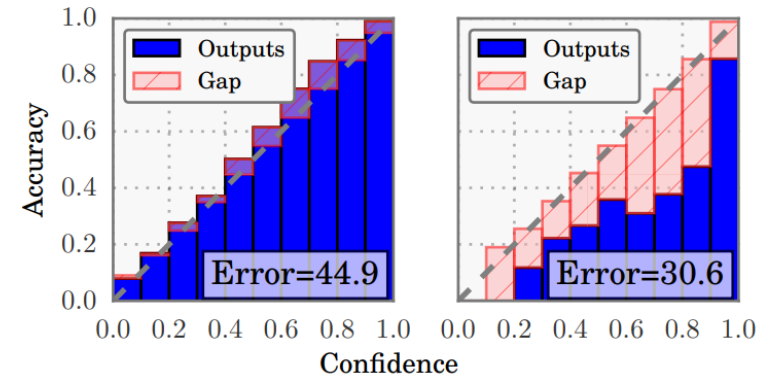 Accuracy
1.0
0.8
0.6
0.4
0.2
0.0
Outputs
Gap
Error=44.9
0.0 0.2 0.4 0.6 0.8 1.0
Outputs
Gap
Error=30.6
0.0 0.2 0.4 0.6 0.8 1.0
Confidence